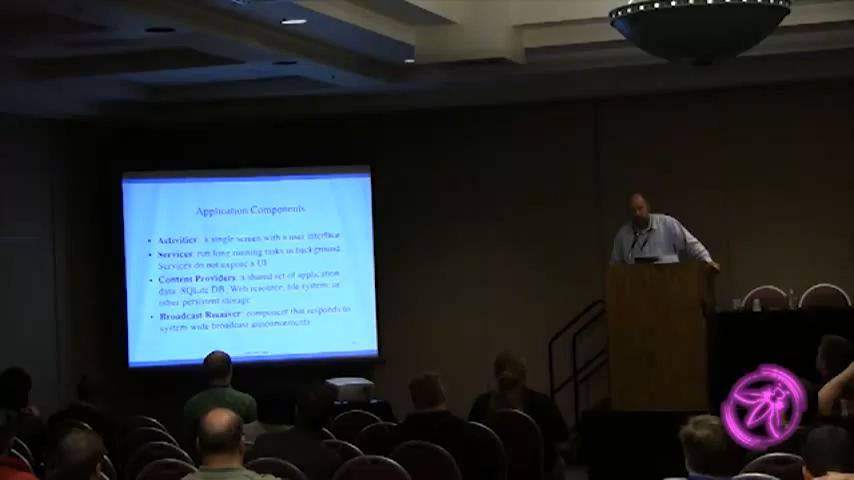 Application Components
• Activities: a single screen with a user interface
• Services: run long running tasks in background.
Services do not expose a UI
• Content Providers: a shared set of application
data. SQLite DB, Web resource, file system, or
other persistent storage
• Broadcast Receiver: component that responds to
system wide broadcast announcements